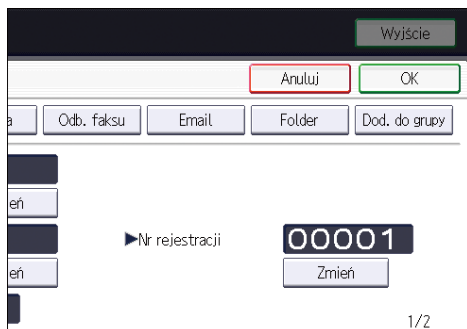 Wyjście
Anuluj OK
a Odb. faksu Email Folder Dod. do grupy
eń
▶Nr rejestracji 00001
eń Zmień
1/2